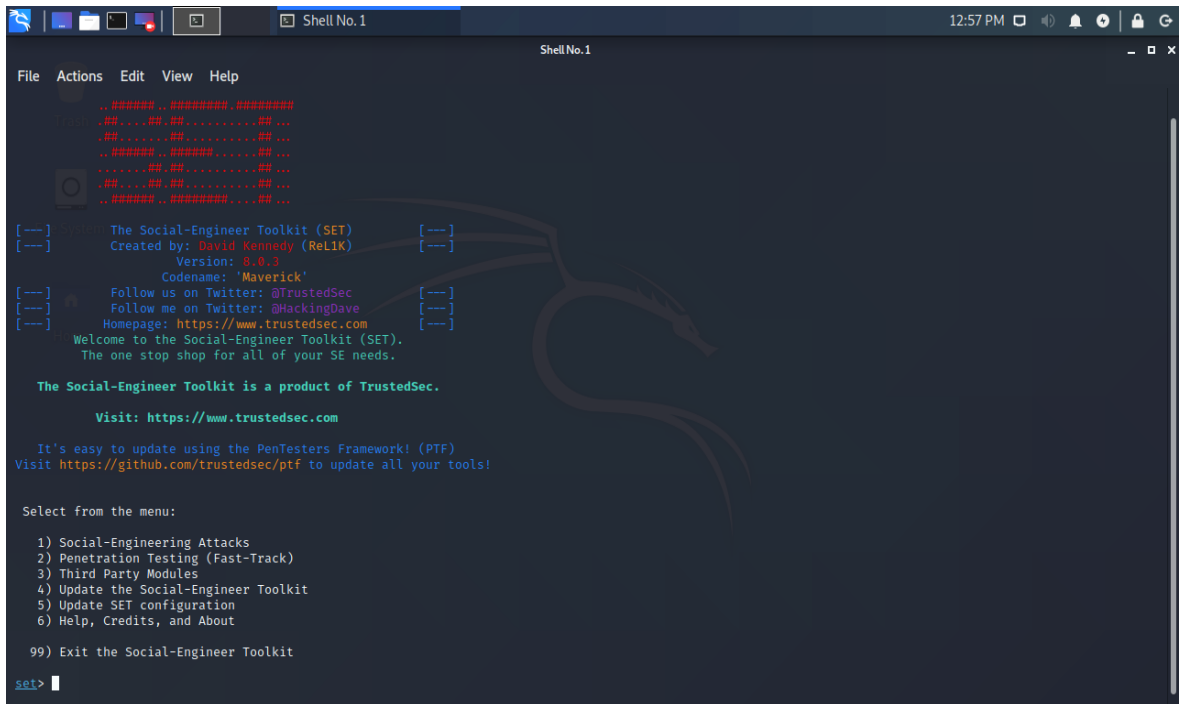 Shell No. 1
12:57 PM
Shell No. 1
File Actions Edit View Help
..######..########.########
.##....##.##..........##...
.##.......##..........##...
..######..######......##...
.......##.##..........##...
.##....##.##..........##...
..######..########....##...
[---] The Social-Engineer Toolkit (SET) [---]
[---] Created by: David Kennedy (ReL1K) [---]
Version: 8.0.3
Codename: 'Maverick'
[---] Follow us on Twitter: @TrustedSec [---]
[---] Follow me on Twitter: @HackingDave [---]
[---] Homepage: https://www.trustedsec.com [---]
Welcome to the Social-Engineer Toolkit (SET).
The one stop shop for all of your SE needs.
The Social-Engineer Toolkit is a product of TrustedSec.
Visit: https://www.trustedsec.com
It's easy to update using the PenTesters Framework! (PTF)
Visit https://github.com/trustedsec/ptf to update all your tools!
Select from the menu:
1) Social-Engineering Attacks
2) Penetration Testing (Fast-Track)
3) Third Party Modules
4) Update the Social-Engineer Toolkit
5) Update SET configuration
6) Help, Credits, and About
99) Exit the Social-Engineer Toolkit
set>